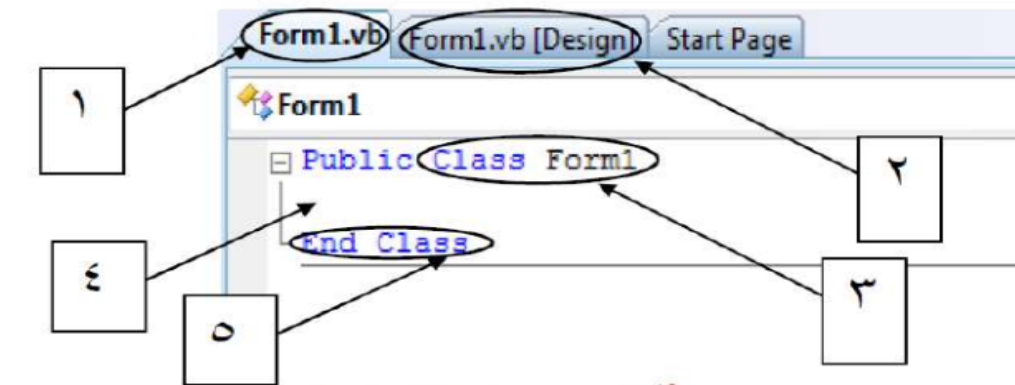 Form1.vb Form1.vb [Design] Start Page
١
Form1
Public Class Form1
٢
End Class
٤
٣
٥